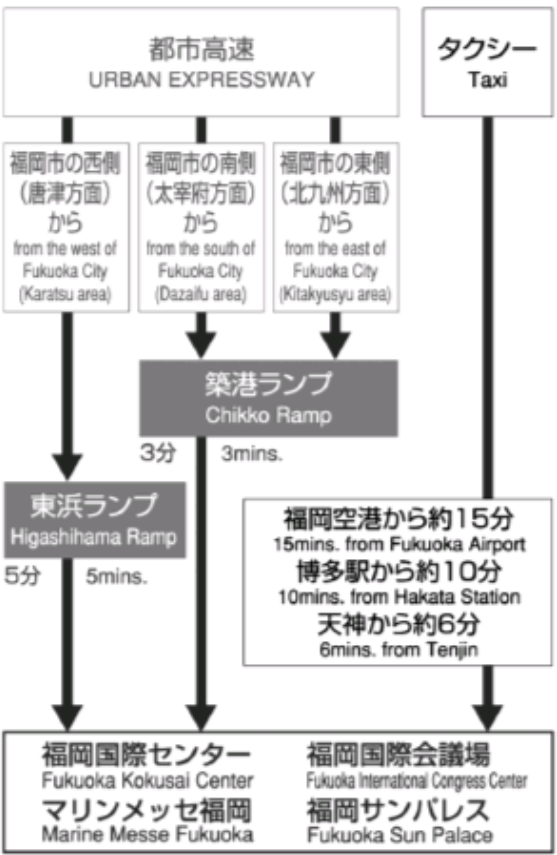 都市高速
URBAN EXPRESSWAY
タクシー
Taxi
福岡市の西側
（唐津方面）
から
from the west of
Fukuoka City
(Karatsu area)
福岡市の南側
（太宰府方面）
から
from the south of
Fukuoka City
(Dazaifu area)
福岡市の東側
（北九州方面）
から
from the east of
Fukuoka City
(Kitakyusyu area)
築港ランプ
Chikko Ramp
3分 3mins.
東浜ランプ
Higashihama Ramp
5分 5mins.
福岡空港から約15分
15mins. from Fukuoka Airport
博多駅から約10分
10mins. from Hakata Station
天神から約6分
6mins. from Tenjin
福岡国際センター
Fukuoka Kokusai Center
マリンメッセ福岡
Marine Messe Fukuoka
福岡国際会議場
Fukuoka International Congress Center
福岡サンパレス
Fukuoka Sun Palace